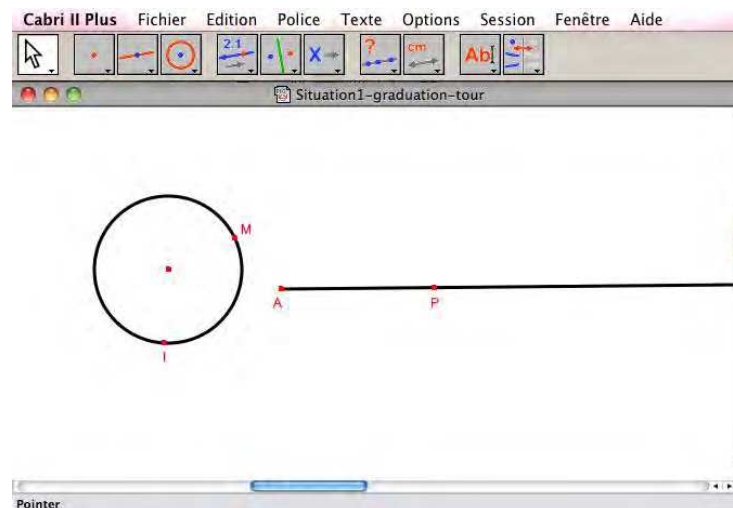 Cabri II Plus Fichier Edition Police Texte Options Session Fenêtre Aide
2.1 X ? cm Ab
Situation1-graduation-tour
M
A P
I
Pointer